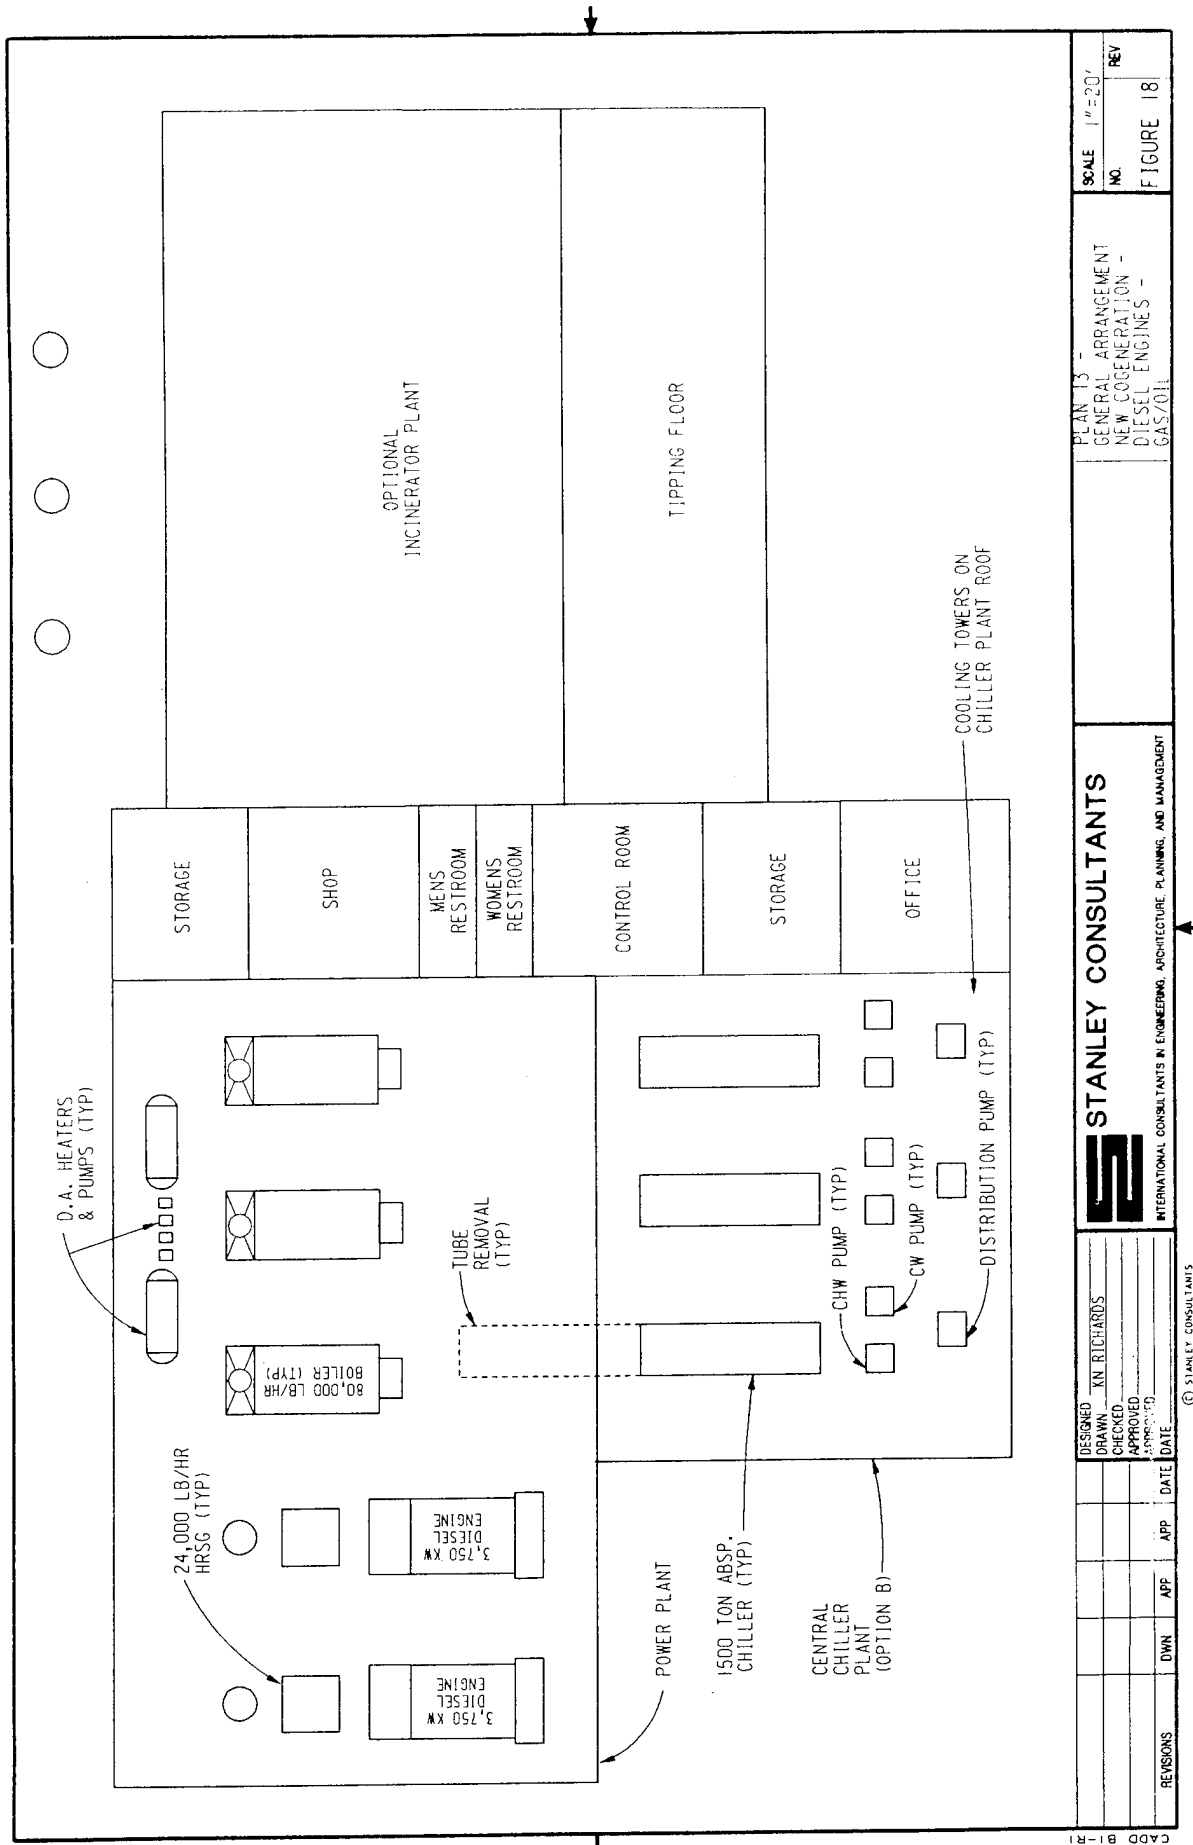 D.A. HEATERS
& PUMPS (TYP)
24,000 LB/HR
HRSG (TYP)
80,000 LB/HR
BOILER (TYP)
3,750 KW
DIESEL
ENGINE
3,750 KW
DIESEL
ENGINE
TUBE
REMOVAL
(TYP)
POWER PLANT
1500 TON ABSP.
CHILLER (TYP)
CENTRAL
CHILLER
PLANT
(OPTION B)
CHW PUMP (TYP)
CW PUMP (TYP)
DISTRIBUTION PUMP (TYP)
STORAGE
SHOP
MENS
RESTROOM
WOMENS
RESTROOM
CONTROL ROOM
STORAGE
OFFICE
OPTIONAL
INCINERATOR PLANT
TIPPING FLOOR
COOLING TOWERS ON
CHILLER PLANT ROOF
REVISIONS
DWN
APP
APP
DATE
DESIGNED
DRAWN KN RICHARDS
CHECKED
APPROVED
APPROVED
DATE
STANLEY CONSULTANTS
INTERNATIONAL CONSULTANTS IN ENGINEERING, ARCHITECTURE, PLANNING, AND MANAGEMENT
PLAN 13 -
GENERAL ARRANGEMENT
NEW COGENERATION -
DIESEL ENGINES -
GAS/OIL
SCALE 1"=20'
NO.
REV
FIGURE 18
CADD B1-R1
© STANLEY CONSULTANTS